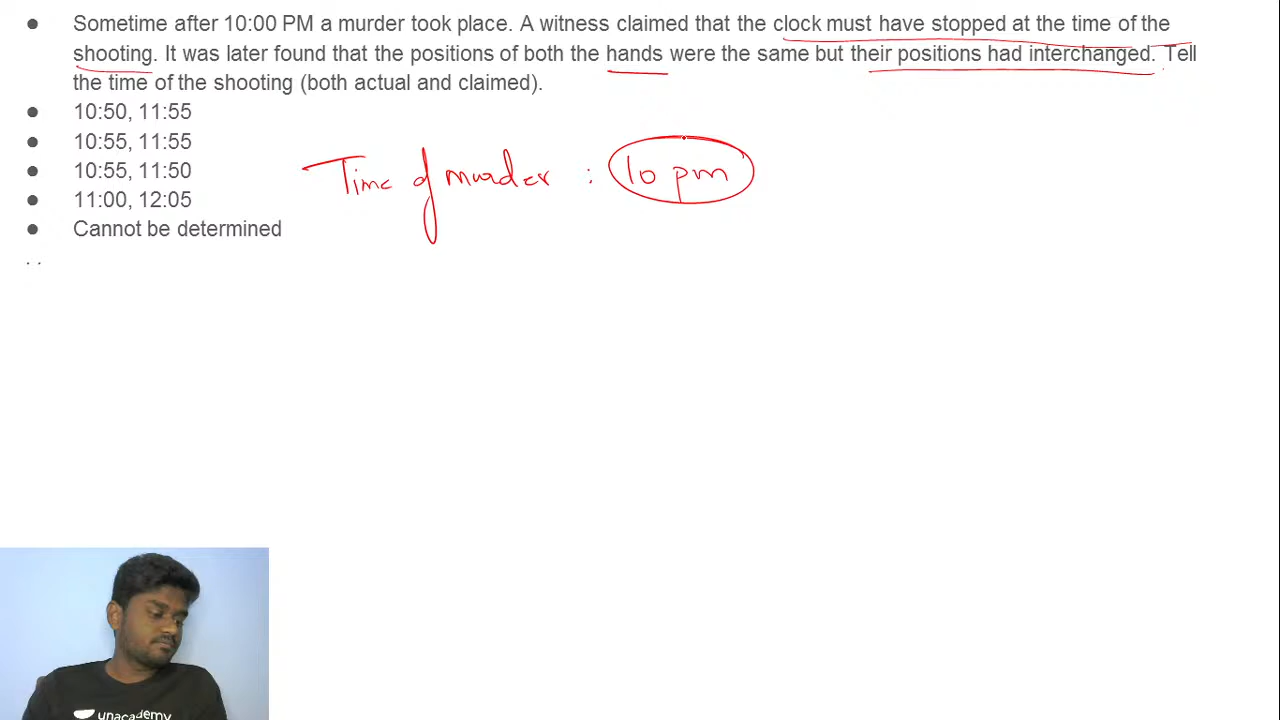 ● Sometime after 10:00 PM a murder took place. A witness claimed that the clock must have stopped at the time of the
shooting. It was later found that the positions of both the hands were the same but their positions had interchanged. Tell
the time of the shooting (both actual and claimed).
● 10:50, 11:55
● 10:55, 11:55
● 10:55, 11:50
● 11:00, 12:05
● Cannot be determined
Time of murder : 10 pm
unacademy